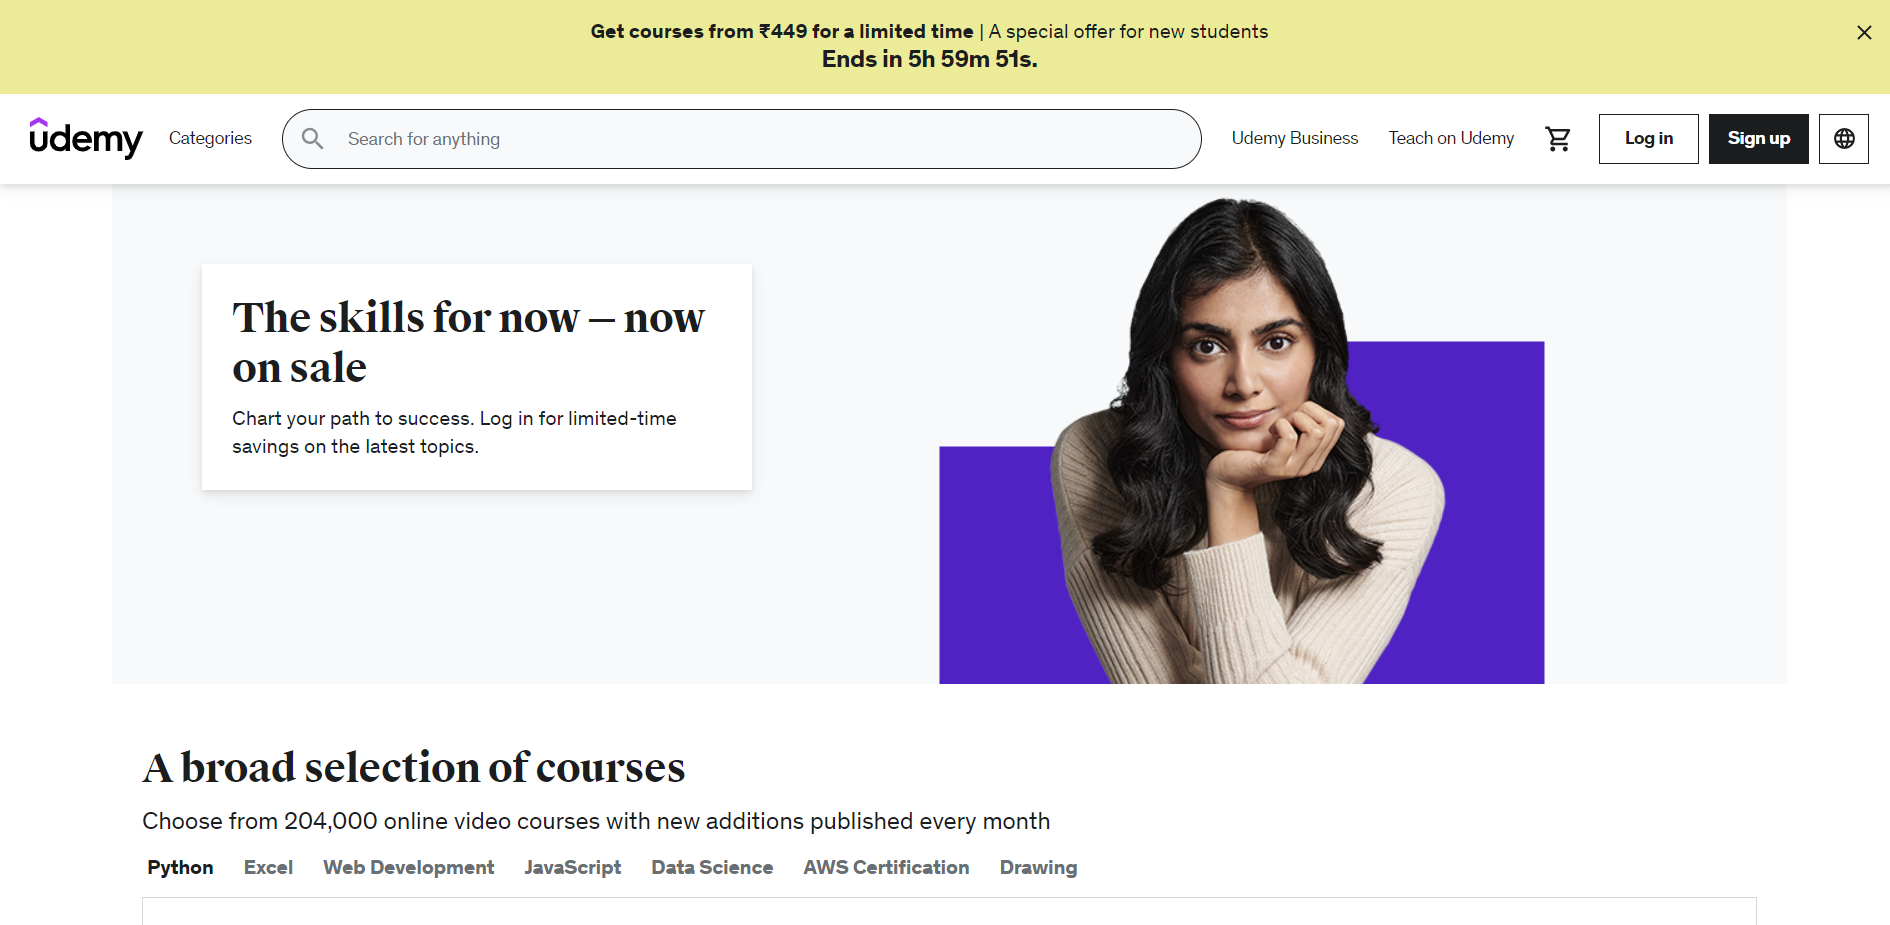 Get courses from ₹449 for a limited time | A special offer for new students
Ends in 5h 59m 51s.
udemy
Categories
Search for anything
Udemy Business
Teach on Udemy
Log in
Sign up
The skills for now — now
on sale
Chart your path to success. Log in for limited-time
savings on the latest topics.
A broad selection of courses
Choose from 204,000 online video courses with new additions published every month
Python Excel Web Development JavaScript Data Science AWS Certification Drawing